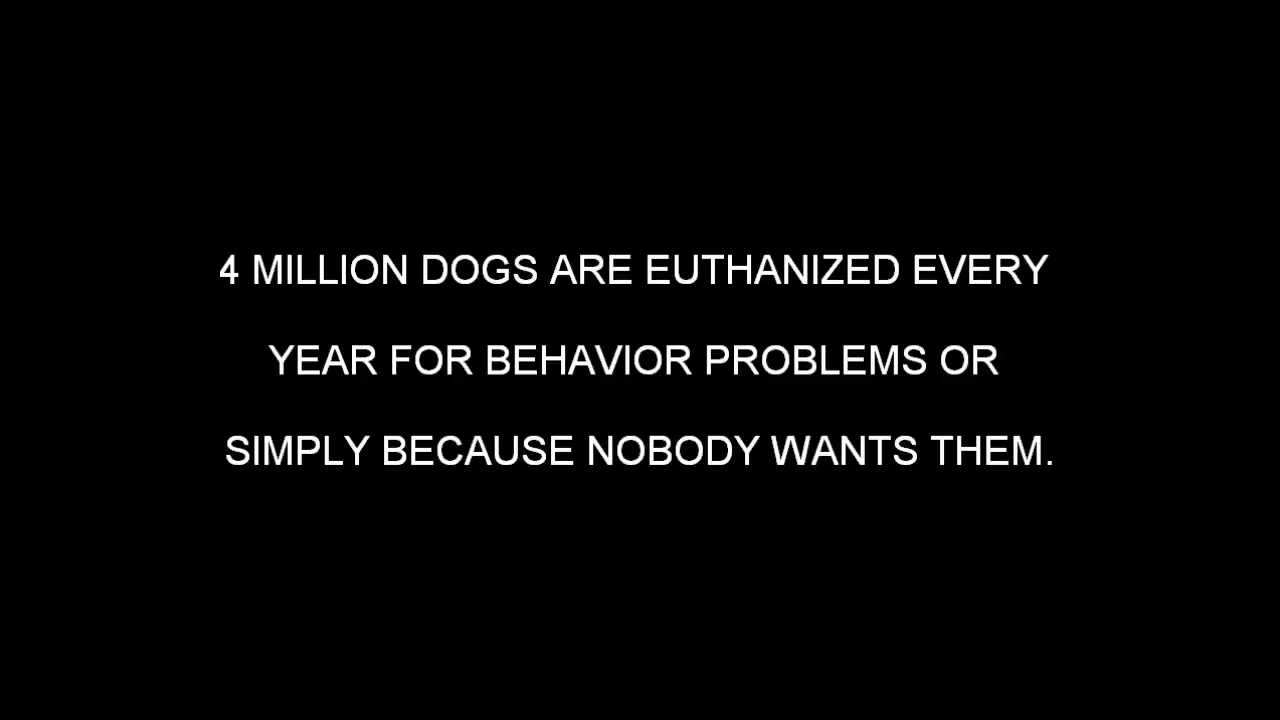 4 MILLION DOGS ARE EUTHANIZED EVERY
YEAR FOR BEHAVIOR PROBLEMS OR
SIMPLY BECAUSE NOBODY WANTS THEM.